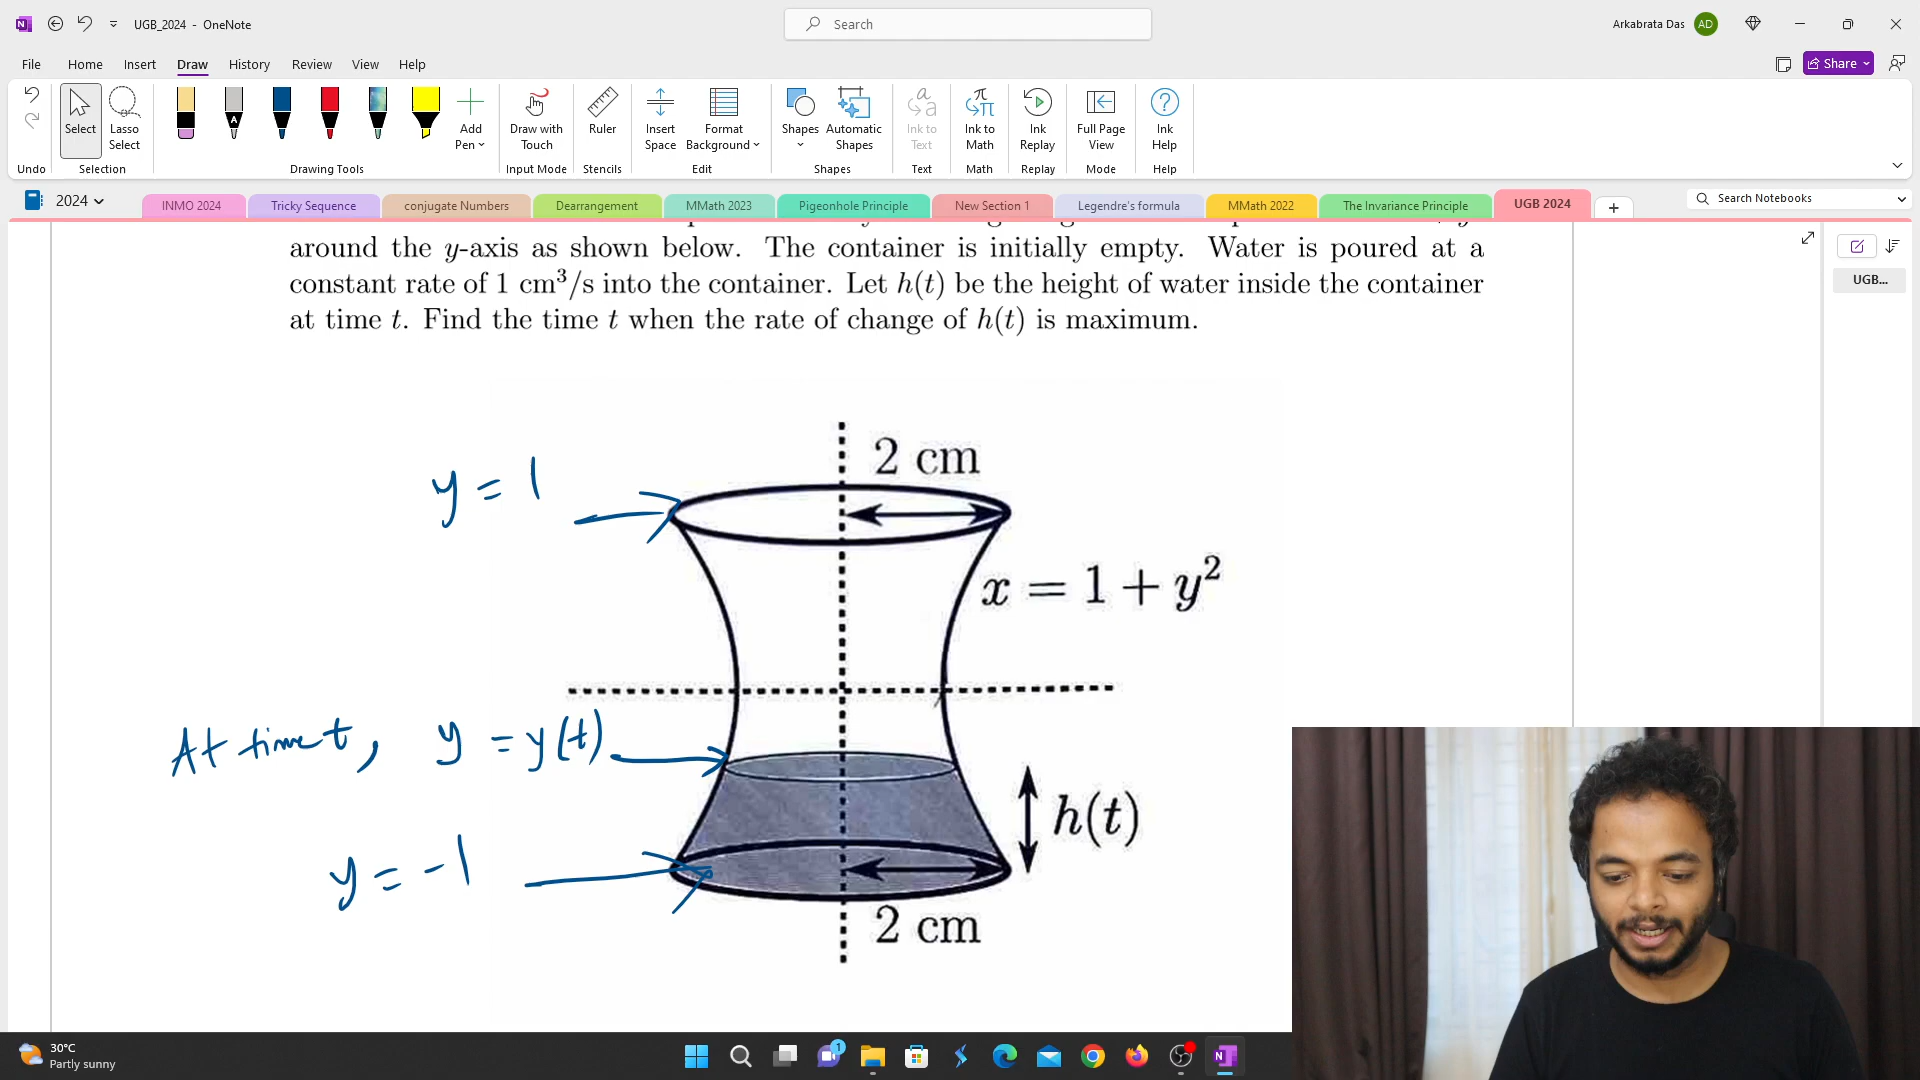 UGB_2024 - OneNote
Search
Arkabrata Das AD
File Home Insert Draw History Review View Help
Share
Undo
Select
Lasso Select
Selection
A
Add Pen
Drawing Tools
Draw with Touch
Input Mode
Ruler
Stencils
Insert Space
Format Background
Edit
Shapes
Automatic Shapes
Shapes
Ink to Text
Text
Ink to Math
Math
Ink Replay
Replay
Full Page View
Mode
Ink Help
Help
2024
INMO 2024
Tricky Sequence
conjugate Numbers
Dearrangement
MMath 2023
Pigeonhole Principle
New Section 1
Legendre's formula
MMath 2022
The Invariance Principle
UGB 2024
+
Search Notebooks
UGB...
around the y-axis as shown below. The container is initially empty. Water is poured at a
constant rate of 1 cm³/s into the container. Let h(t) be the height of water inside the container
at time t. Find the time t when the rate of change of h(t) is maximum.
2 cm
y = 1
x = 1 + y²
At time t, y = y(t)
h(t)
y = -1
2 cm
30°C
Partly sunny
1